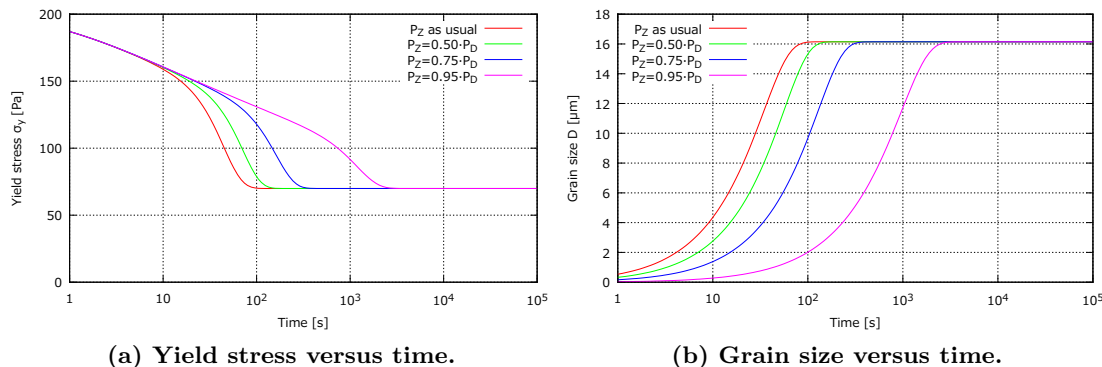 200
150
100
50
0
Yield stress σy [Pa]
PZ as usual
PZ=0.50·PD
PZ=0.75·PD
PZ=0.95·PD
1 10 10² 10³ 10⁴ 10⁵
Time [s]
(a) Yield stress versus time.
18
16
14
12
10
8
6
4
2
0
Grain size D [μm]
PZ as usual
PZ=0.50·PD
PZ=0.75·PD
PZ=0.95·PD
1 10 10² 10³ 10⁴ 10⁵
Time [s]
(b) Grain size versus time.